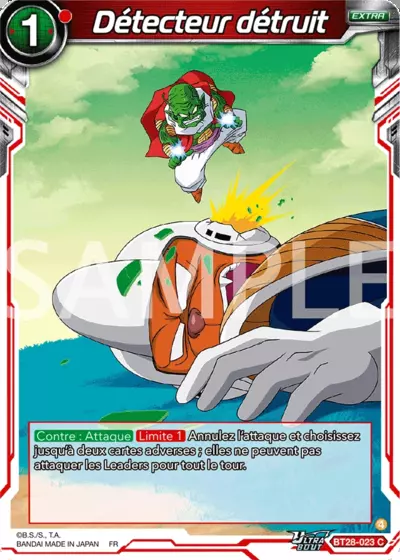 1
Détecteur détruit
EXTRA
SAMPLE
Contre : Attaque Limite 1 Annulez l'attaque et choisissez
jusqu'à deux cartes adverses ; elles ne peuvent pas
attaquer les Leaders pour tout le tour.
4
©B.S./S., T.A.
BANDAI MADE IN JAPAN FR
ULTRA BOUT BT28-023 C